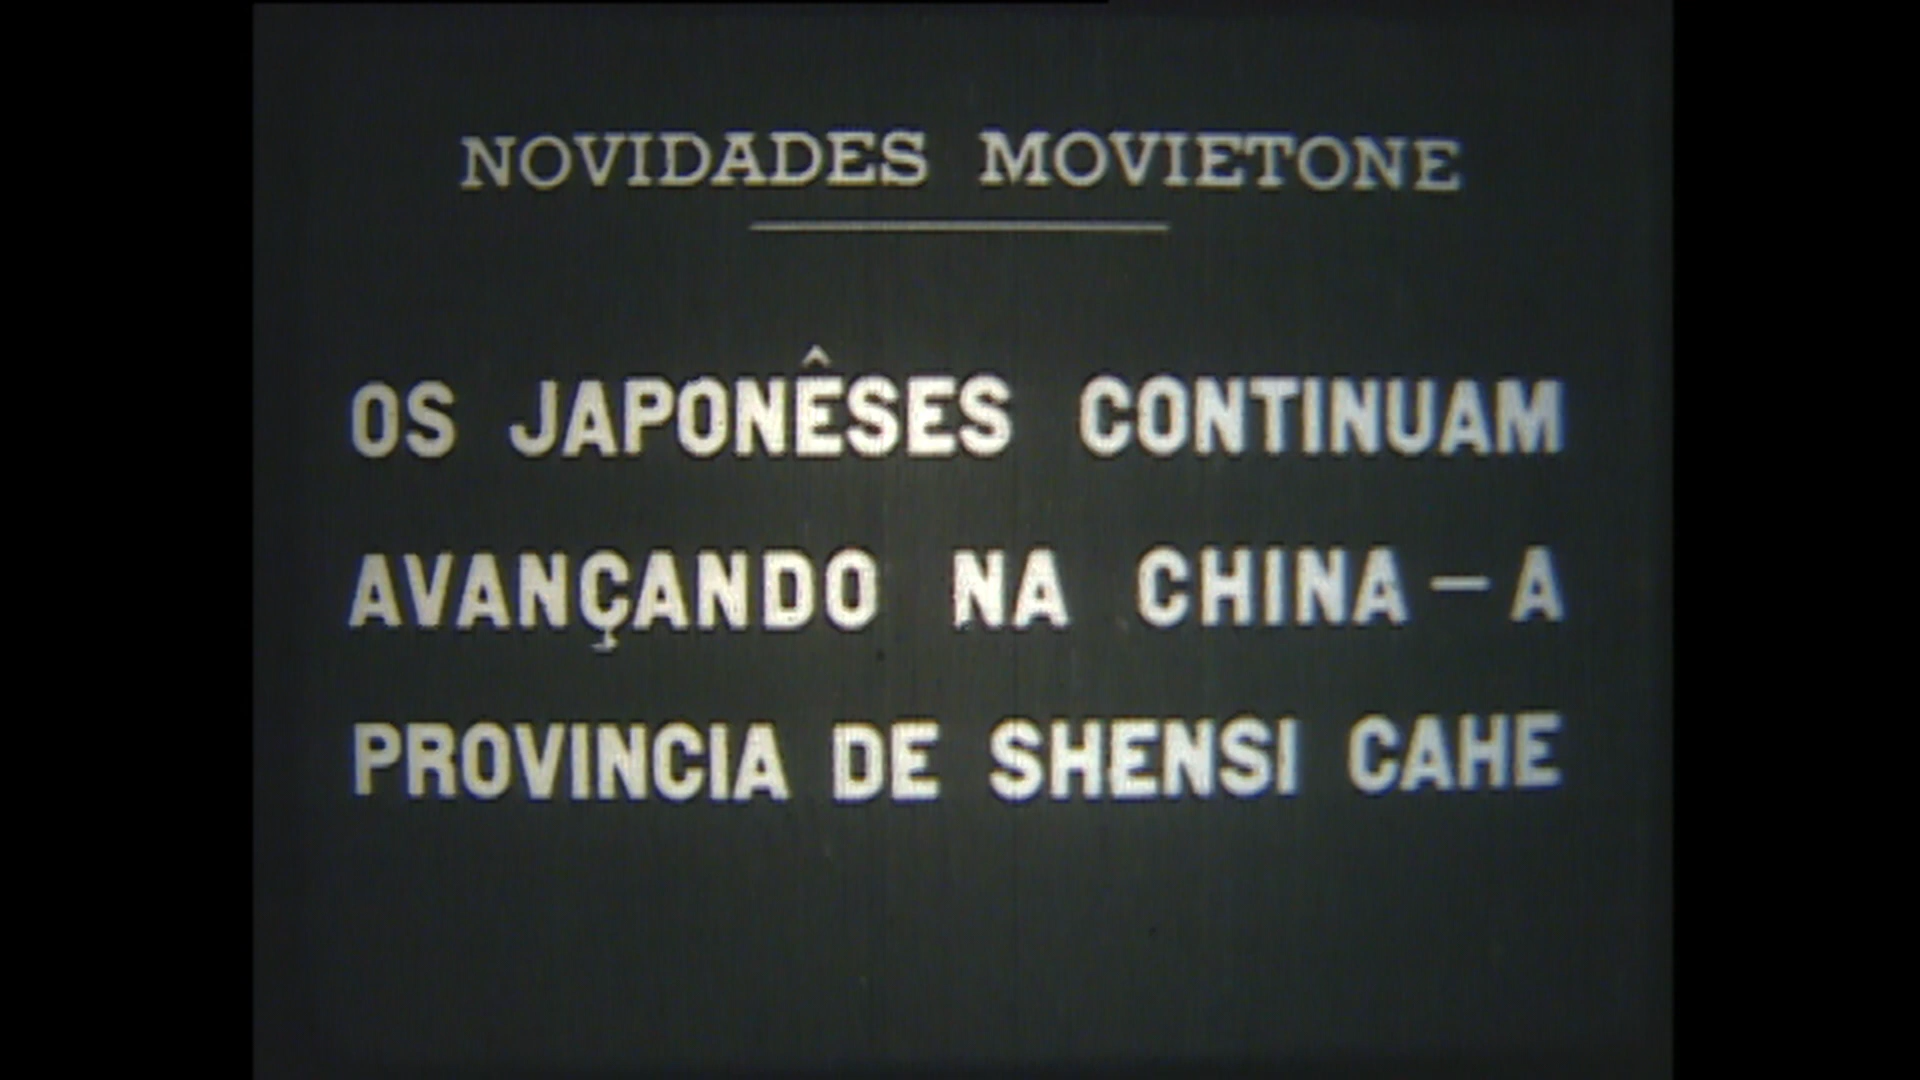 NOVIDADES MOVIETONE
OS JAPONÊSES CONTINUAM
AVANÇANDO NA CHINA — A
PROVINCIA DE SHENSI CAHE